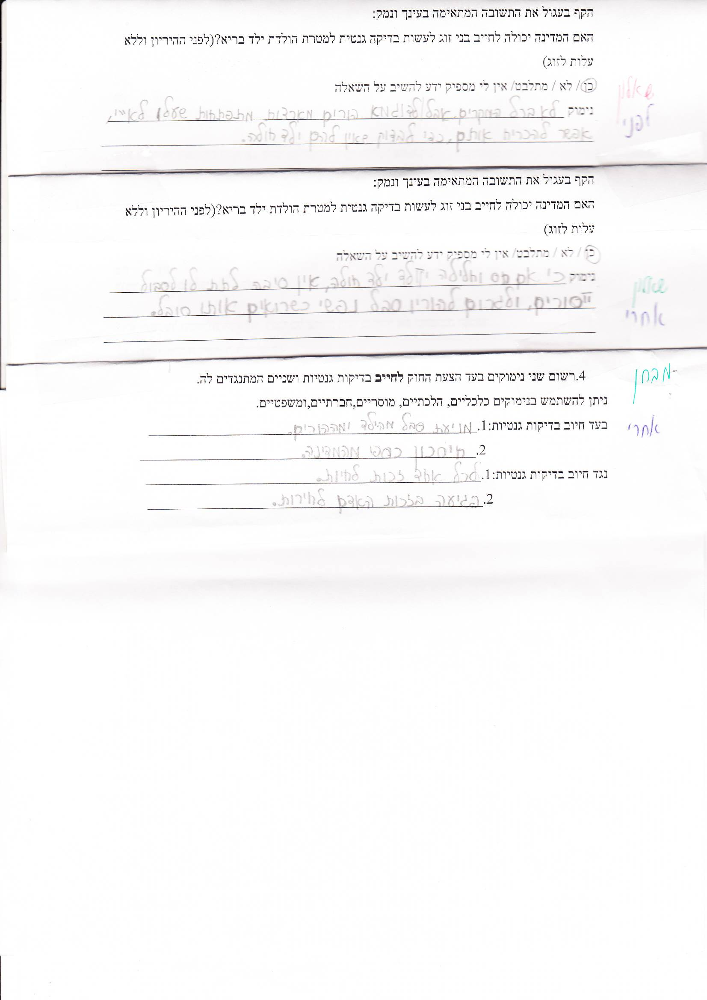 הקף בעגול את התשובה המתאימה בעינך ונמק:
האם המדינה יכולה לחייב בני זוג לעשות בדיקה גנטית למטרת הולדת ילד בריא?(לפני ההיריון וללא
עלות לזוג)
כן/ לא / מתלבט/ אין לי מספיק ידע להשיב על השאלה
שאלון
לפני
נימוק לא בכל המקרים, אבל לדוגמא הורים מארצות מתפתחות שעלו לא"י,
אפשר להכריח אותם, כדי לבדוק שאין להם ילד חולה.
הקף בעגול את התשובה המתאימה בעינך ונמק:
האם המדינה יכולה לחייב בני זוג לעשות בדיקה גנטית למטרת הולדת ילד בריא?(לפני ההיריון וללא
עלות לזוג)
כן / לא / מתלבט/ אין לי מספיק ידע להשיב על השאלה
שאלון
אחרי
נימוק כי אם חס וחלילה יוולד ילד חולה, אין סיבה לתת לו לסבול
ייסורים, ולגרום להוריו סבל נפשי כשרואים אותו סובל.
מבחן
4.רשום שני נימוקים בעד הצעת החוק לחייב בדיקות גנטיות ושניים המתנגדים לה.
ניתן להשתמש בנימוקים כלכליים, הלכתיים, מוסריים,חברתיים,ומשפטיים.
אחרי
בעד חיוב בדיקות גנטיות:1. מניעת סבל מהילד ומההורים.
2. חיסכון כספי מהמדינה.
נגד חיוב בדיקות גנטיות:1. לכל אחד זכות לחיות.
2. פגיעה בזכות האדם לחירות.